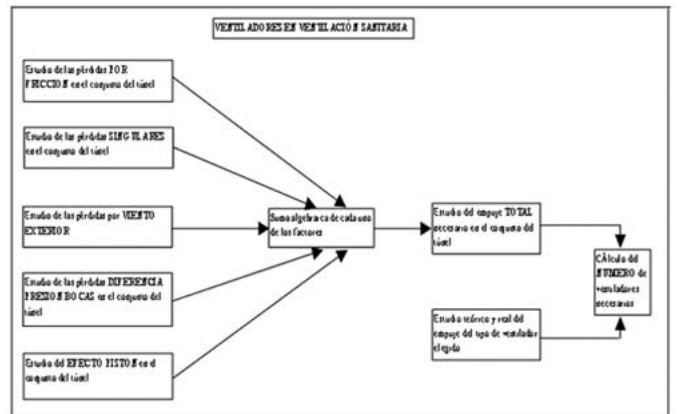 VENTILADORES EN VENTILACIÓN SANITARIA
Estudio de las pérdidas POR
FRICCION en el conjunto del túnel
Estudio de las pérdidas SINGULARES
en el conjunto del túnel
Estudio de las pérdidas por VIENTO
EXTERIOR
Estudio de las pérdidas DIFERENCIA
PRESION BOCAS en el conjunto del
túnel
Estudio del EFECTO PISTON en el
conjunto del túnel
Suma algebraica de cada uno
de los factores
Estudio del empuje TOTAL
necesario en el conjunto del
túnel
Estudio teórico y real del
empuje del tipo de ventilador
elegido
CÁlculo del
NUMERO de
ventiladores
necesarios